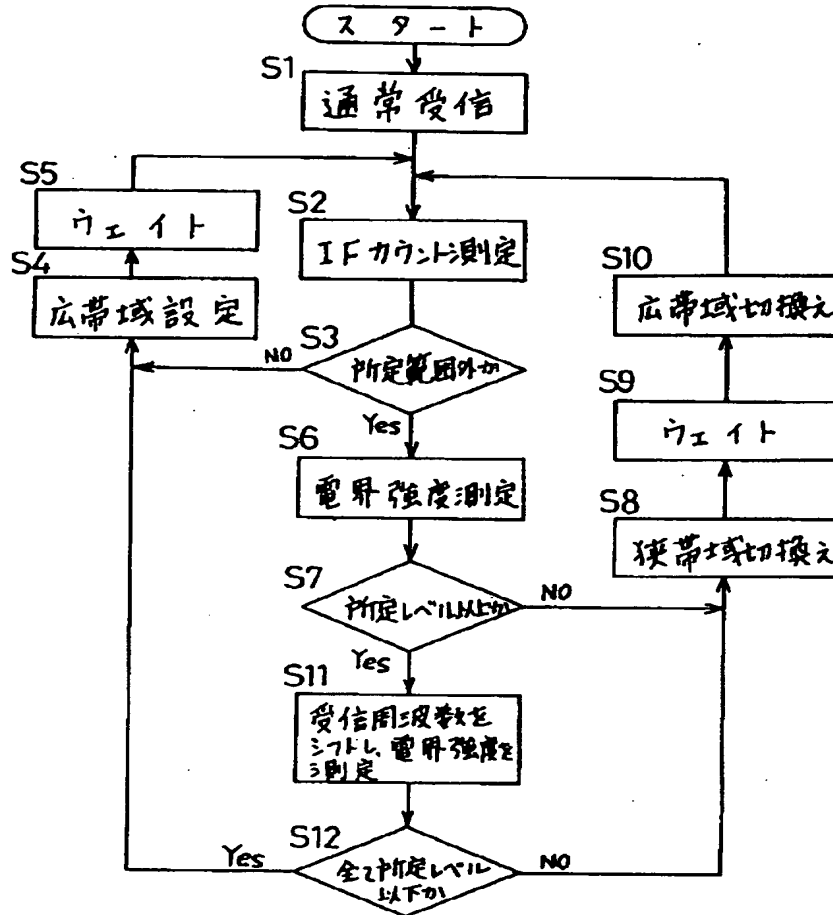 スタート
S1
通常受信
S5
ウェイト
S2
IFカウント測定
S4
広帯域設定
S10
広帯域切換え
S3
NO
所定範囲外か
Yes
S9
ウェイト
S6
電界強度測定
S8
狭帯域切換え
S7
所定レベル以上か
NO
Yes
S11
受信周波数を
シフトし、電界強度を
測定
S12
Yes
全て所定レベル
以下か
NO